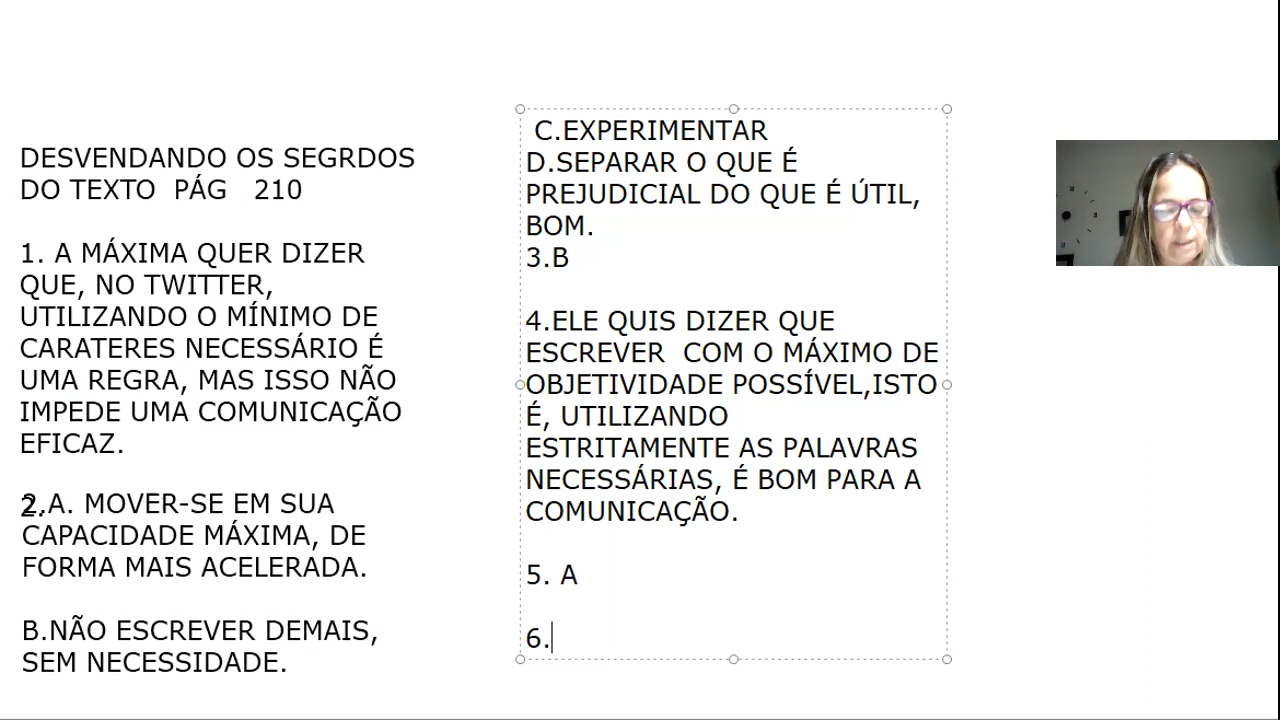 DESVENDANDO OS SEGRDOS
DO TEXTO PÁG 210
1. A MÁXIMA QUER DIZER
QUE, NO TWITTER,
UTILIZANDO O MÍNIMO DE
CARATERES NECESSÁRIO É
UMA REGRA, MAS ISSO NÃO
IMPEDE UMA COMUNICAÇÃO
EFICAZ.
2.A. MOVER-SE EM SUA
CAPACIDADE MÁXIMA, DE
FORMA MAIS ACELERADA.
B.NÃO ESCREVER DEMAIS,
SEM NECESSIDADE.
C.EXPERIMENTAR
D.SEPARAR O QUE É
PREJUDICIAL DO QUE É ÚTIL,
BOM.
3.B
4.ELE QUIS DIZER QUE
ESCREVER COM O MÁXIMO DE
OBJETIVIDADE POSSÍVEL,ISTO
É, UTILIZANDO
ESTRITAMENTE AS PALAVRAS
NECESSÁRIAS, É BOM PARA A
COMUNICAÇÃO.
5. A
6.